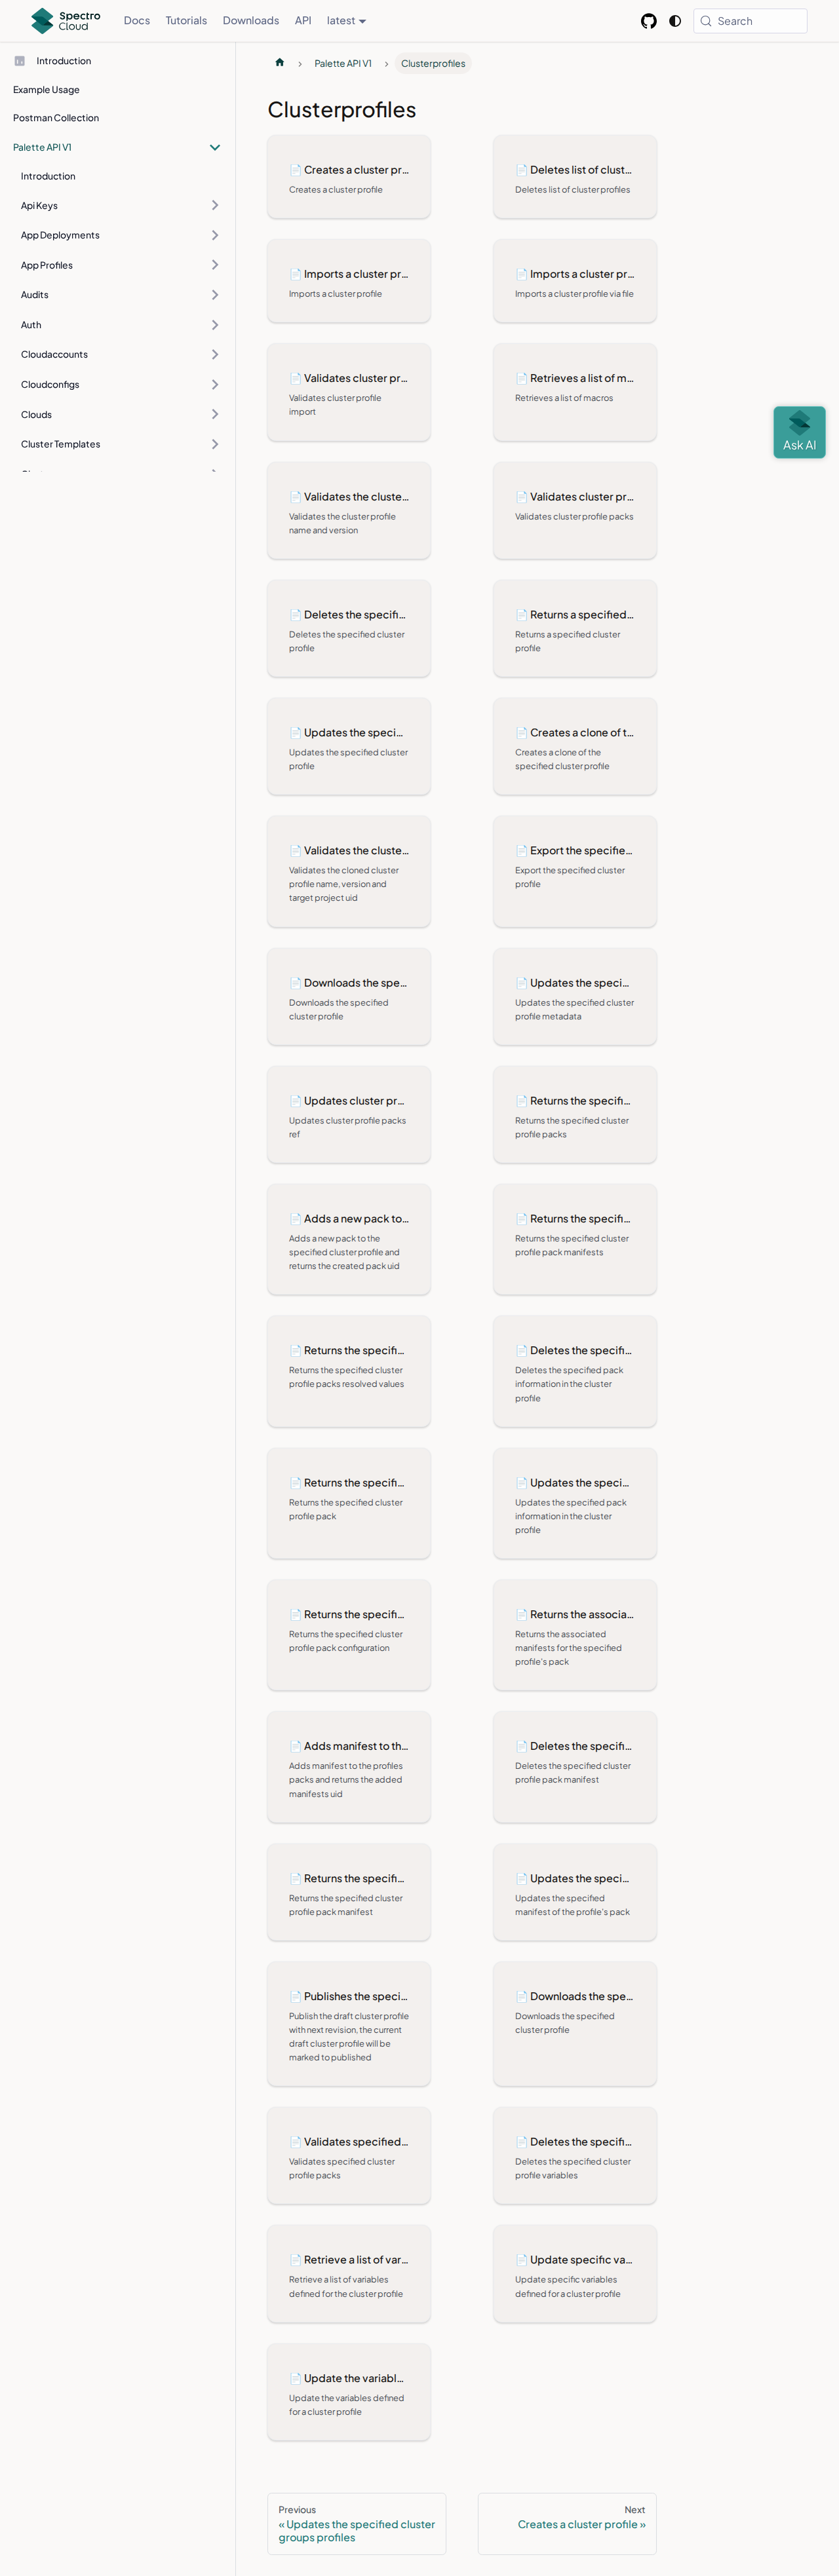 Spectro
Cloud
Docs
Tutorials
Downloads
API
latest
Search
Introduction
Example Usage
Postman Collection
Palette API V1
Introduction
Api Keys
App Deployments
App Profiles
Audits
Auth
Cloudaccounts
Cloudconfigs
Clouds
Cluster Templates
Palette API V1
Clusterprofiles
Clusterprofiles
Creates a cluster pr...
Creates a cluster profile
Deletes list of clust...
Deletes list of cluster profiles
Imports a cluster pr...
Imports a cluster profile
Imports a cluster pr...
Imports a cluster profile via file
Validates cluster pr...
Validates cluster profile
import
Retrieves a list of m...
Retrieves a list of macros
Validates the cluste...
Validates the cluster profile
name and version
Validates cluster pr...
Validates cluster profile packs
Deletes the specifi...
Deletes the specified cluster
profile
Returns a specified...
Returns a specified cluster
profile
Updates the speci...
Updates the specified cluster
profile
Creates a clone of t...
Creates a clone of the
specified cluster profile
Validates the cluste...
Validates the cloned cluster
profile name, version and
target project uid
Export the specifie...
Export the specified cluster
profile
Downloads the spe...
Downloads the specified
cluster profile
Updates the speci...
Updates the specified cluster
profile metadata
Updates cluster pr...
Updates cluster profile packs
ref
Returns the specifi...
Returns the specified cluster
profile packs
Adds a new pack to...
Adds a new pack to the
specified cluster profile and
returns the created pack uid
Returns the specifi...
Returns the specified cluster
profile pack manifests
Returns the specifi...
Returns the specified cluster
profile packs resolved values
Deletes the specifi...
Deletes the specified pack
information in the cluster
profile
Returns the specifi...
Returns the specified cluster
profile pack
Updates the speci...
Updates the specified pack
information in the cluster
profile
Returns the specifi...
Returns the specified cluster
profile pack configuration
Returns the associa...
Returns the associated
manifests for the specified
profile's pack
Adds manifest to th...
Adds manifest to the profiles
packs and returns the added
manifests uid
Deletes the specifi...
Deletes the specified cluster
profile pack manifest
Returns the specifi...
Returns the specified cluster
profile pack manifest
Updates the speci...
Updates the specified
manifest of the profile's pack
Publishes the speci...
Publish the draft cluster profile
with next revision, the current
draft cluster profile will be
marked to published
Downloads the spe...
Downloads the specified
cluster profile
Validates specified...
Validates specified cluster
profile packs
Deletes the specifi...
Deletes the specified cluster
profile variables
Retrieve a list of var...
Retrieve a list of variables
defined for the cluster profile
Update specific va...
Update specific variables
defined for a cluster profile
Update the variabl...
Update the variables defined
for a cluster profile
Previous
« Updates the specified cluster
groups profiles
Next
Creates a cluster profile »
Ask AI